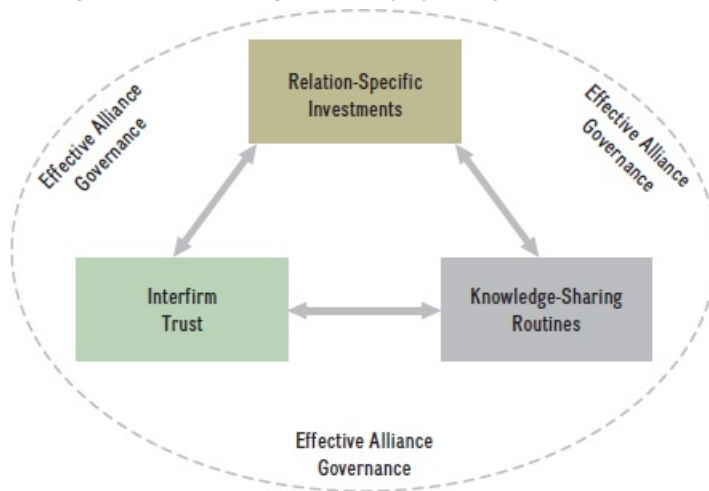 Relation-Specific
Investments
Effective Alliance
Governance
Effective Alliance
Governance
Interfirm
Trust
Knowledge-Sharing
Routines
Effective Alliance
Governance